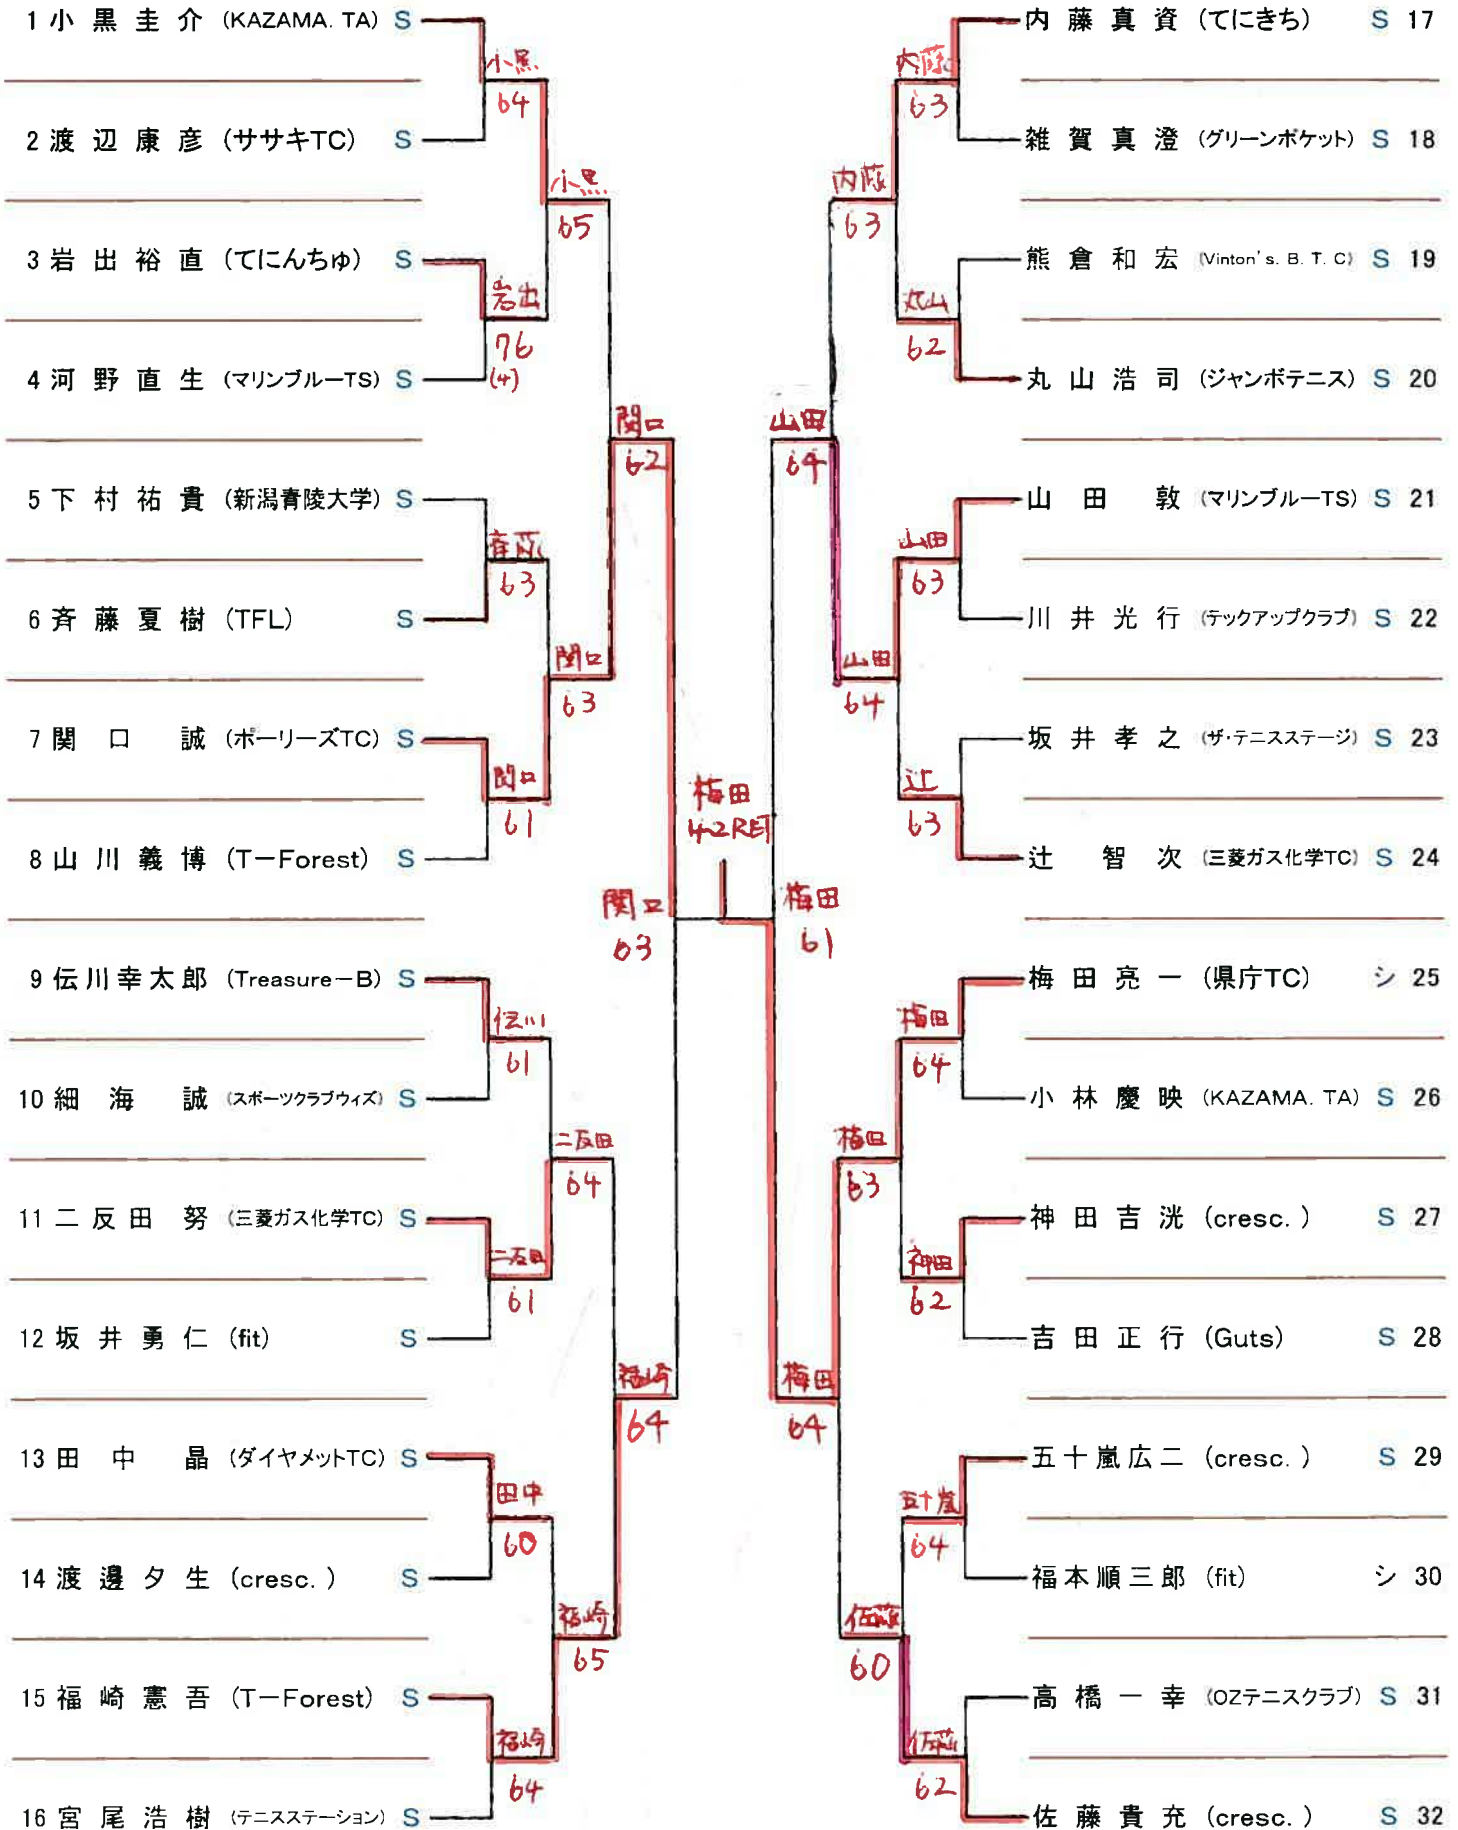 1 小黒圭介 (KAZAMA. TA) S
小黒
64
2 渡辺康彦 (ササキTC) S
小黒
65
3 岩出裕直 (てにんちゅ) S
岩出
76
(4)
4 河野直生 (マリンブルーTS) S
関口
62
5 下村祐貴 (新潟青陵大学) S
斉藤
63
6 斉藤夏樹 (TFL) S
関口
63
7 関口誠 (ポーリーズTC) S
関口
61
8 山川義博 (T-Forest) S
関口
63
9 伝川幸太郎 (Treasure-B) S
伝川
61
10 細海誠 (スポーツクラブウィズ) S
二反田
64
11 二反田努 (三菱ガス化学TC) S
二反田
61
12 坂井勇仁 (fit) S
福崎
64
13 田中晶 (ダイヤメットTC) S
田中
60
14 渡邊夕生 (cresc.) S
福崎
65
15 福崎憲吾 (T-Forest) S
福崎
64
16 宮尾浩樹 (テニスステーション) S
梅田
4-2RET
内藤真資 (てにきち) S 17
内藤
63
雑賀真澄 (グリーンポケット) S 18
内藤
63
熊倉和宏 (Vinton's. B. T. C) S 19
丸山
62
丸山浩司 (ジャンボテニス) S 20
山田
64
山田敦 (マリンブルーTS) S 21
山田
63
川井光行 (テックアップクラブ) S 22
山田
64
坂井孝之 (ザ・テニスステージ) S 23
辻
63
辻智次 (三菱ガス化学TC) S 24
梅田
61
梅田亮一 (県庁TC) シ 25
梅田
64
小林慶映 (KAZAMA. TA) S 26
梅田
63
神田吉洸 (cresc.) S 27
神田
62
吉田正行 (Guts) S 28
梅田
64
五十嵐広二 (cresc.) S 29
五十嵐
64
福本順三郎 (fit) シ 30
佐藤
60
高橋一幸 (OZテニスクラブ) S 31
佐藤
62
佐藤貴充 (cresc.) S 32